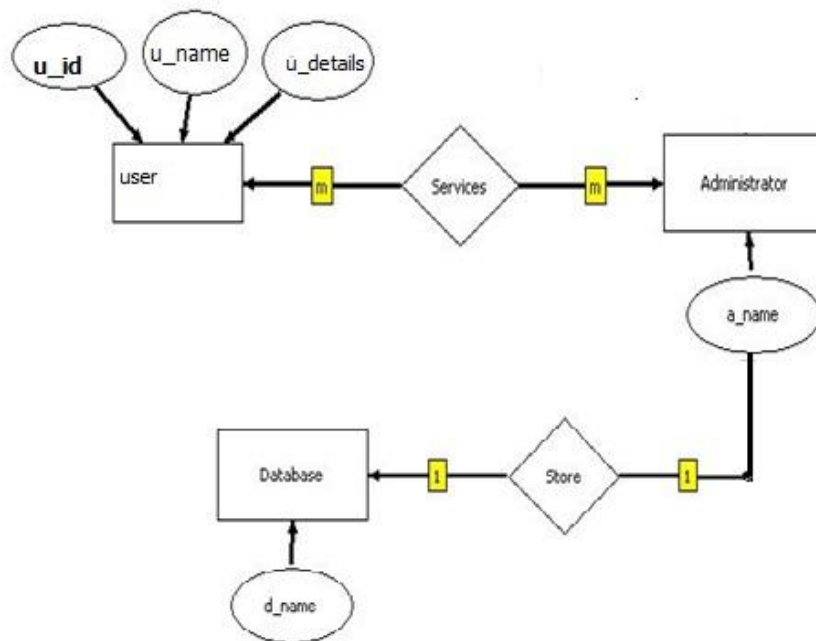 u_id
u_name
u_details
user
m
Services
m
Administrator
a_name
Database
1
Store
1
d_name